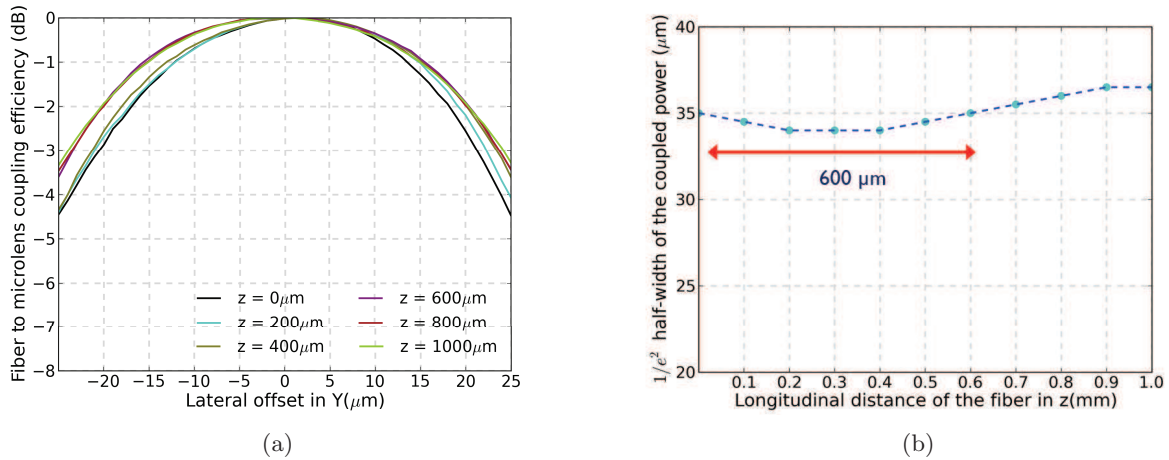 Fiber to microlens coupling efficiency (dB)
0
−1
−2
−3
−4
−5
−6
−7
−8
z = 0μm
z = 200μm
z = 400μm
z = 600μm
z = 800μm
z = 1000μm
−20 −15 −10 −5 0 5 10 15 20 25
Lateral offset in Y(μm)
(a)
1/e² half-width of the coupled power (μm)
40
35
30
25
20
600 μm
0.1 0.2 0.3 0.4 0.5 0.6 0.7 0.8 0.9 1.0
Longitudinal distance of the fiber in z(mm)
(b)